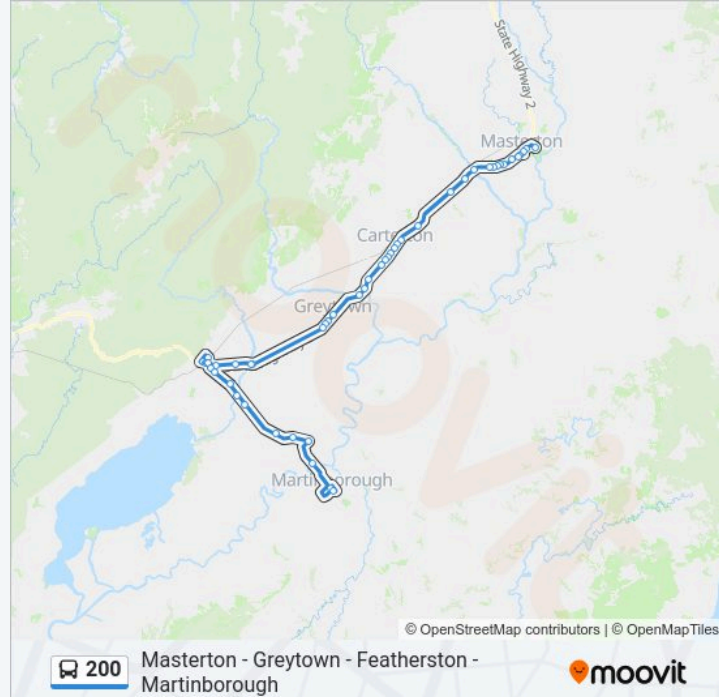 State Highway 2
Masterton
Carterton
Greytown
Martinborough
© OpenStreetMap contributors | © OpenMapTiles
200
Masterton - Greytown - Featherston -
Martinborough
moovit